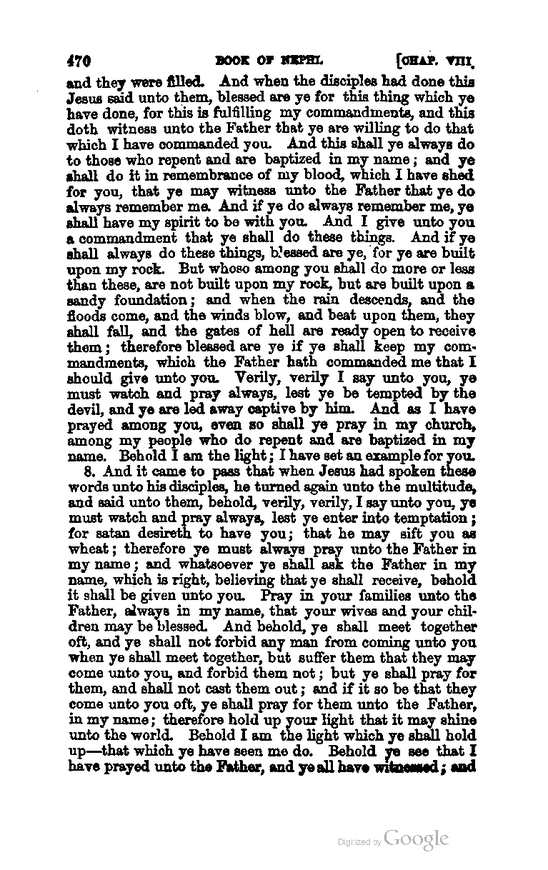 470 BOOK OF NEPHI. [CHAP. VIII.
and they were filled. And when the disciples had done this
Jesus said unto them, blessed are ye for this thing which ye
have done, for this is fulfilling my commandments, and this
doth witness unto the Father that ye are willing to do that
which I have commanded you. And this shall ye always do
to those who repent and are baptized in my name; and ye
shall do it in remembrance of my blood, which I have shed
for you, that ye may witness unto the Father that ye do
always remember me. And if ye do always remember me, ye
shall have my spirit to be with you. And I give unto you
a commandment that ye shall do these things. And if ye
shall always do these things, blessed are ye, for ye are built
upon my rock. But whoso among you shall do more or less
than these, are not built upon my rock, but are built upon a
sandy foundation; and when the rain descends, and the
floods come, and the winds blow, and beat upon them, they
shall fall, and the gates of hell are ready open to receive
them; therefore blessed are ye if ye shall keep my com-
mandments, which the Father hath commanded me that I
should give unto you. Verily, verily I say unto you, ye
must watch and pray always, lest ye be tempted by the
devil, and ye are led away captive by him. And as I have
prayed among you, even so shall ye pray in my church,
among my people who do repent and are baptized in my
name. Behold I am the light; I have set an example for you.
8. And it came to pass that when Jesus had spoken these
words unto his disciples, he turned again unto the multitude,
and said unto them, behold, verily, verily, I say unto you, ye
must watch and pray always, lest ye enter into temptation;
for satan desireth to have you; that he may sift you as
wheat; therefore ye must always pray unto the Father in
my name; and whatsoever ye shall ask the Father in my
name, which is right, believing that ye shall receive, behold
it shall be given unto you. Pray in your families unto the
Father, always in my name, that your wives and your chil-
dren may be blessed. And behold, ye shall meet together
oft, and ye shall not forbid any man from coming unto you
when ye shall meet together, but suffer them that they may
come unto you, and forbid them not; but ye shall pray for
them, and shall not cast them out; and if it so be that they
come unto you oft, ye shall pray for them unto the Father,
in my name; therefore hold up your light that it may shine
unto the world. Behold I am the light which ye shall hold
up—that which ye have seen me do. Behold ye see that I
have prayed unto the Father, and ye all have witnessed; and
Digitized by Google